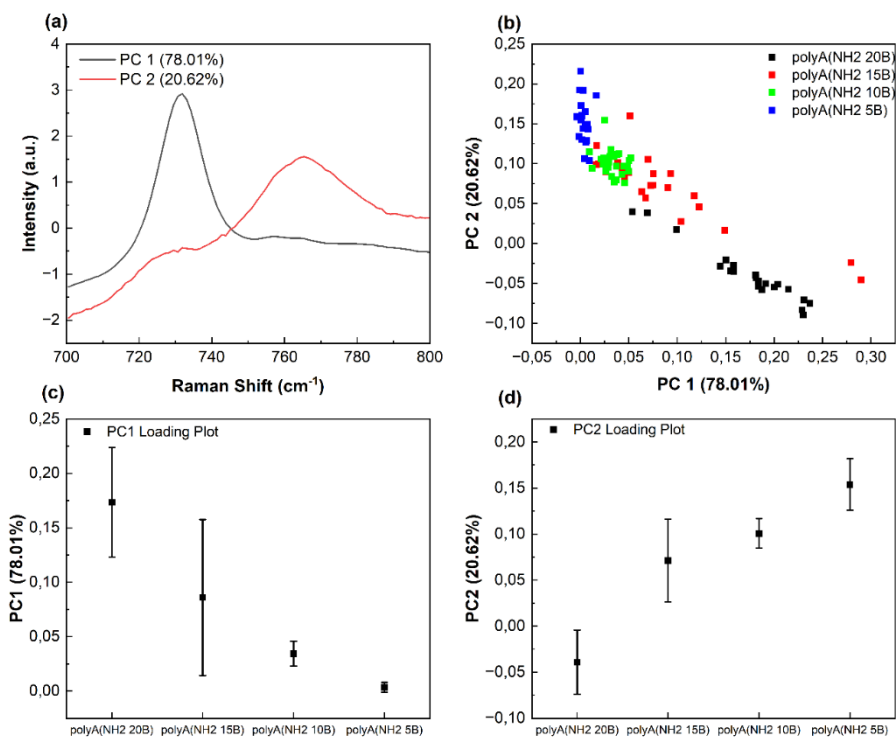 (a)
PC 1 (78.01%)
PC 2 (20.62%)
4
3
2
1
0
−1
−2
Intensity (a.u.)
700
720
740
760
780
800
Raman Shift (cm⁻¹)
(b)
polyA(NH2 20B)
polyA(NH2 15B)
polyA(NH2 10B)
polyA(NH2 5B)
0,25
0,20
0,15
0,10
0,05
0,00
−0,05
−0,10
PC 2 (20.62%)
−0,05
0,00
0,05
0,10
0,15
0,20
0,25
0,30
PC 1 (78.01%)
(c)
PC1 Loading Plot
0,25
0,20
0,15
0,10
0,05
0,00
PC1 (78.01%)
polyA(NH2 20B)
polyA(NH2 15B)
polyA(NH2 10B)
polyA(NH2 5B)
(d)
PC2 Loading Plot
0,20
0,15
0,10
0,05
0,00
−0,05
−0,10
PC2 (20.62%)
polyA(NH2 20B)
polyA(NH2 15B)
polyA(NH2 10B)
polyA(NH2 5B)